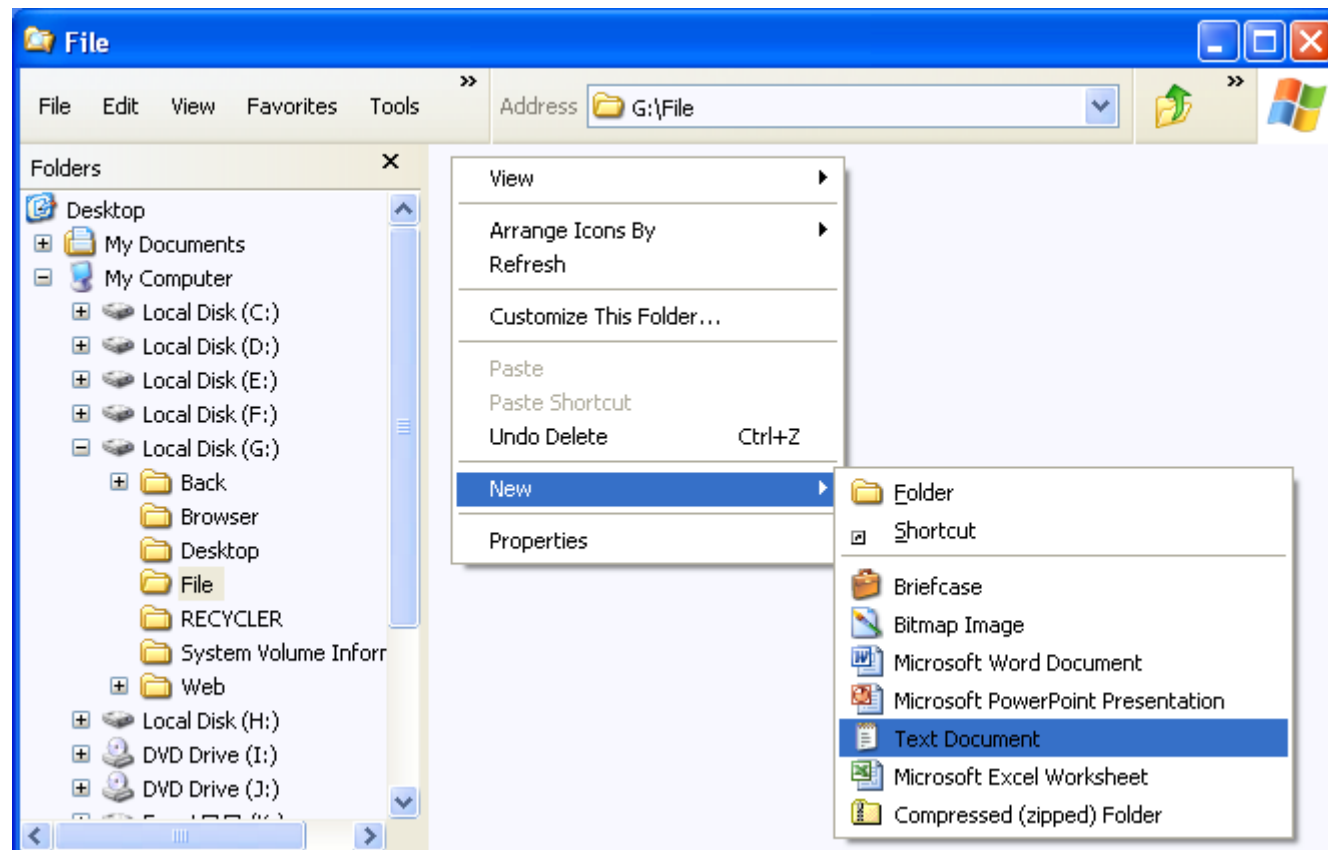 File
File Edit View Favorites Tools » Address G:\File »
Folders
Desktop
My Documents
My Computer
Local Disk (C:)
Local Disk (D:)
Local Disk (E:)
Local Disk (F:)
Local Disk (G:)
Back
Browser
Desktop
File
RECYCLER
System Volume Inforr
Web
Local Disk (H:)
DVD Drive (I:)
DVD Drive (J:)
View
Arrange Icons By
Refresh
Customize This Folder...
Paste
Paste Shortcut
Undo Delete Ctrl+Z
New
Properties
Folder
Shortcut
Briefcase
Bitmap Image
Microsoft Word Document
Microsoft PowerPoint Presentation
Text Document
Microsoft Excel Worksheet
Compressed (zipped) Folder